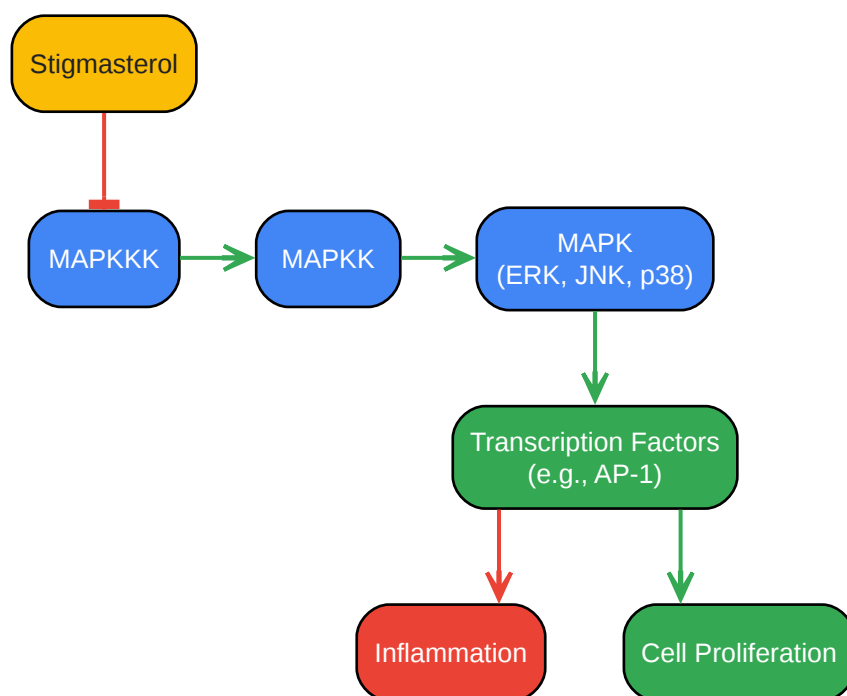 Stigmasterol
MAPKKK
MAPKK
MAPK
(ERK, JNK, p38)
Transcription Factors
(e.g., AP-1)
Inflammation
Cell Proliferation